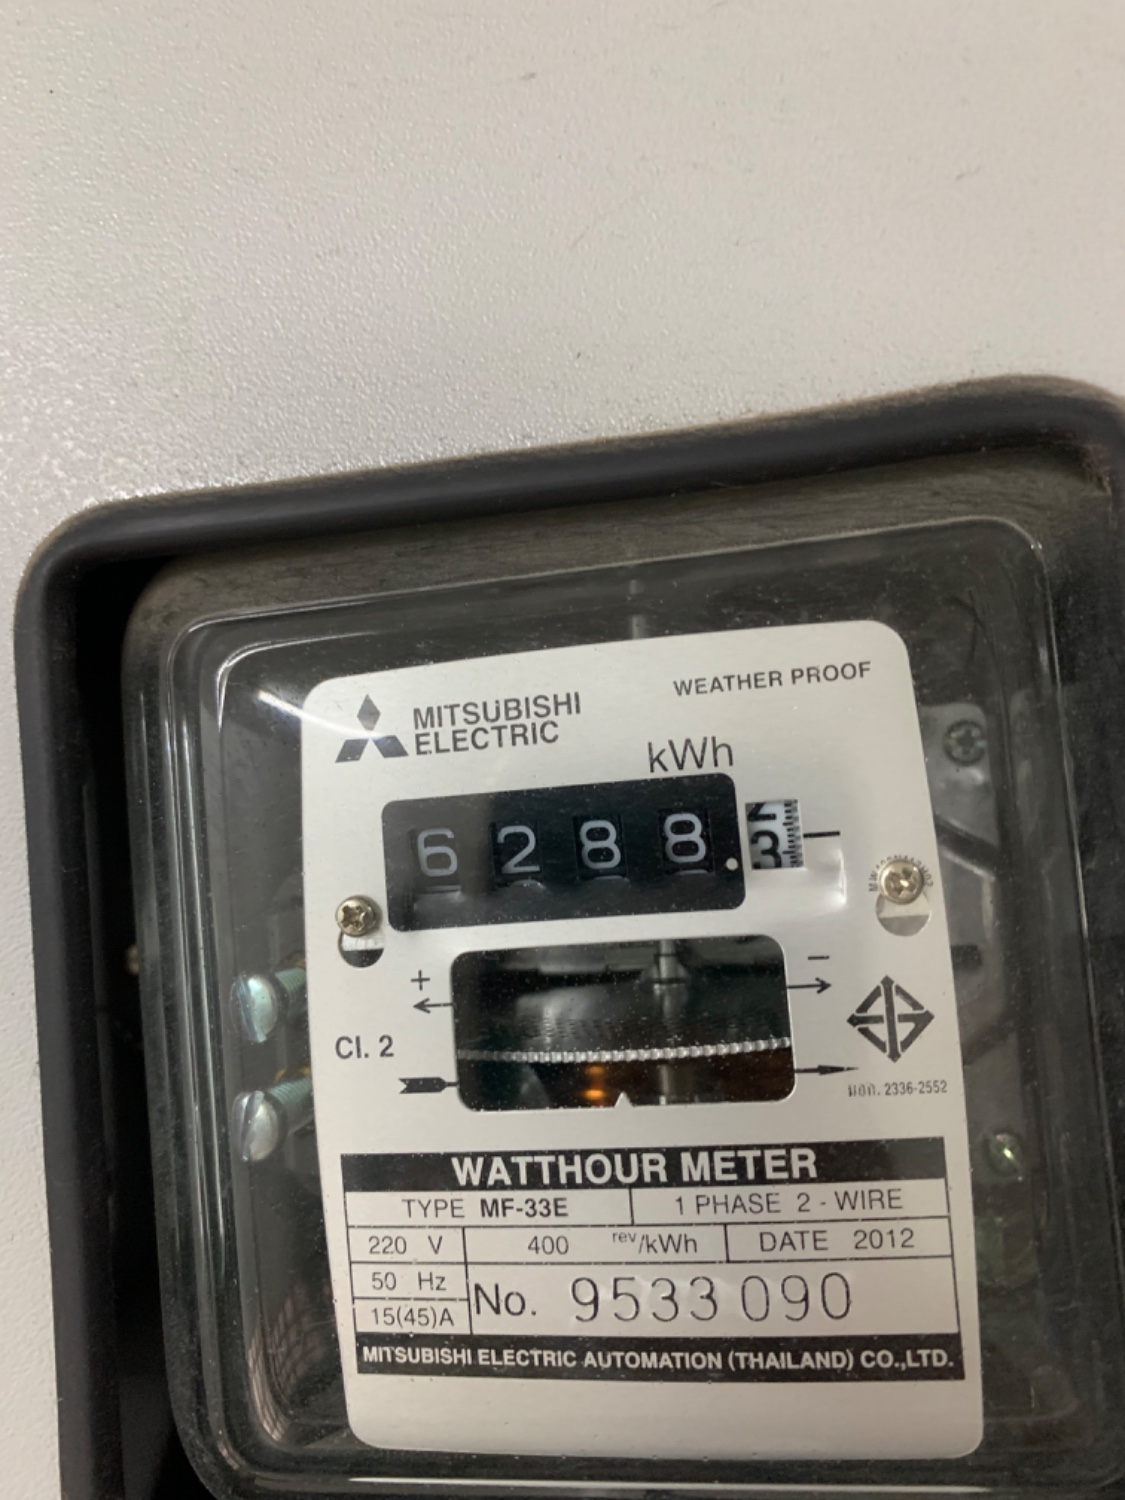 WEATHER PROOF
MITSUBISHI
ELECTRIC
kWh
6288.3
+
−
Cl. 2
มอก. 2336-2552
WATTHOUR METER
TYPE MF-33E 1 PHASE 2 - WIRE
220 V 400 rev/kWh DATE 2012
50 Hz
15(45)A No. 9533090
MITSUBISHI ELECTRIC AUTOMATION (THAILAND) CO.,LTD.